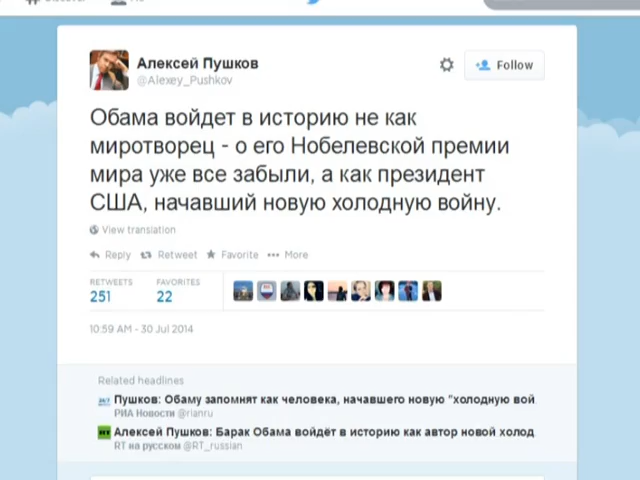 Алексей Пушков
@Alexey_Pushkov
Follow
Обама войдет в историю не как
миротворец - о его Нобелевской премии
мира уже все забыли, а как президент
США, начавший новую холодную войну.
View translation
Reply Retweet Favorite More
RETWEETS FAVORITES
251 22
10:59 AM - 30 Jul 2014
Related headlines
Пушков: Обаму запомнят как человека, начавшего новую "холодную вой
РИА Новости @rianru
Алексей Пушков: Барак Обама войдёт в историю как автор новой холод
RT на русском @RT_russian